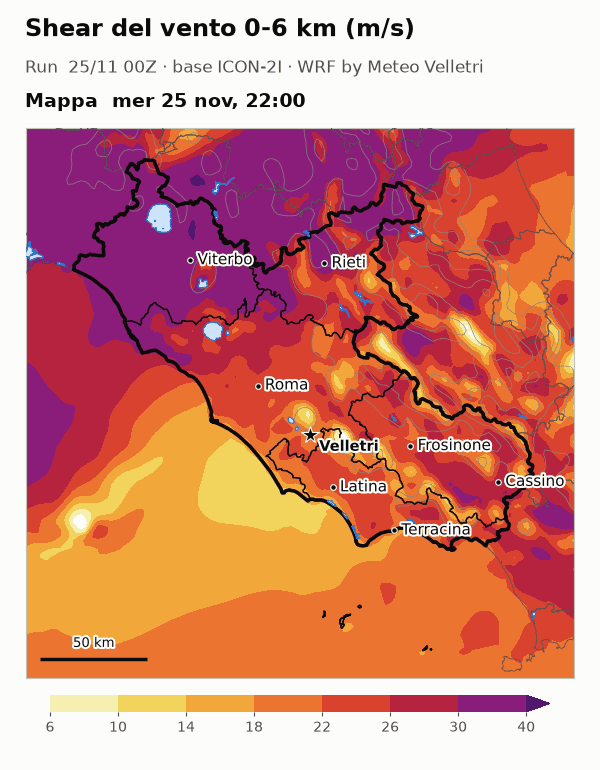 Shear del vento 0-6 km (m/s)
Run  25/11 00Z · base ICON-2I · WRF by Meteo Velletri
Mappa  mer 25 nov, 22:00
Viterbo
Rieti
Roma
Velletri
Frosinone
Cassino
Latina
Terracina
50 km
6 10 14 18 22 26 30 40